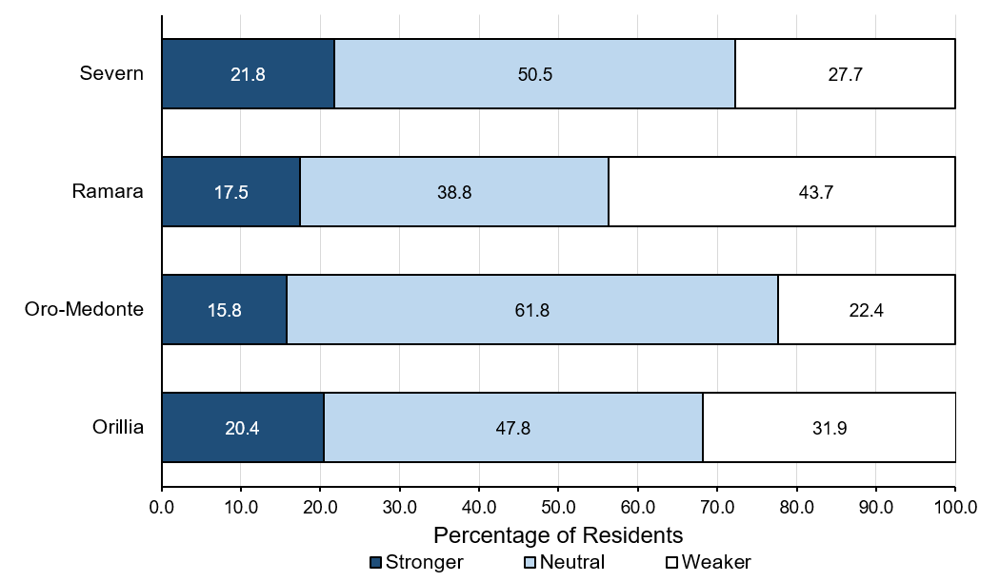 Severn 21.8 50.5 27.7
Ramara 17.5 38.8 43.7
Oro-Medonte 15.8 61.8 22.4
Orillia 20.4 47.8 31.9
0.0 10.0 20.0 30.0 40.0 50.0 60.0 70.0 80.0 90.0 100.0
Percentage of Residents
Stronger Neutral Weaker